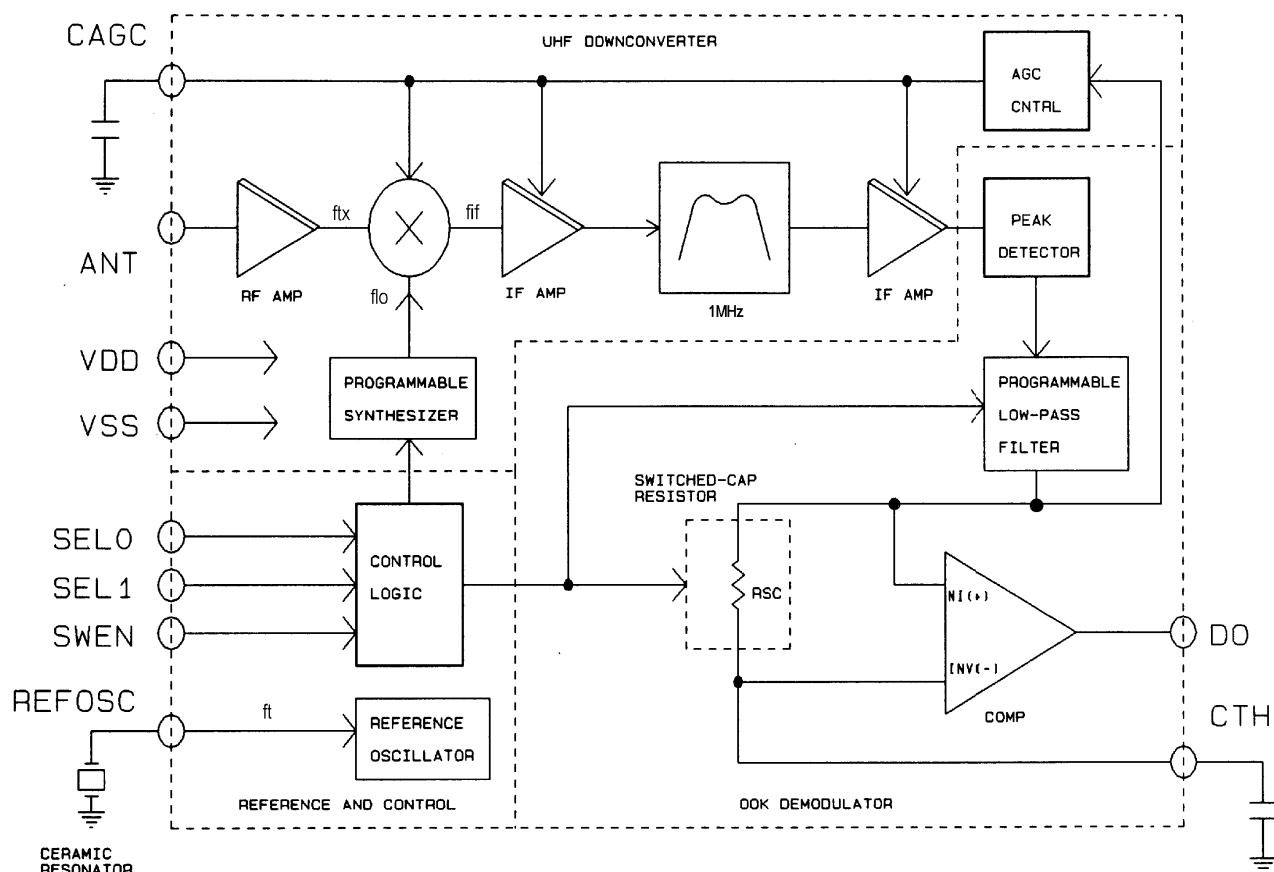 CAGC
UHF DOWNCONVERTER
AGC
CNTRL
ANT
RF AMP
ftx
flo
fif
IF AMP
1MHz
IF AMP
PEAK
DETECTOR
VDD
VSS
PROGRAMMABLE
SYNTHESIZER
PROGRAMMABLE
LOW-PASS
FILTER
SWITCHED-CAP
RESISTOR
RSC
SEL0
SEL1
SWEN
CONTROL
LOGIC
NI(+)
INV(-)
COMP
DO
REFOSC
ft
REFERENCE
OSCILLATOR
CTH
REFERENCE AND CONTROL
OOK DEMODULATOR
CERAMIC
RESONATOR